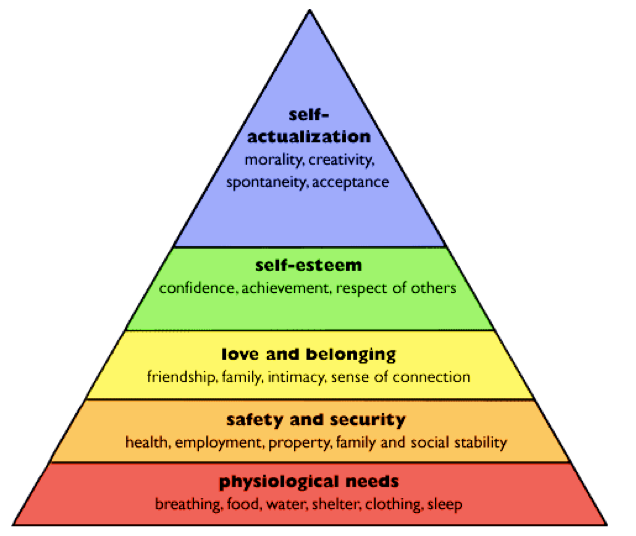 self-
actualization
morality, creativity,
spontaneity, acceptance
self-esteem
confidence, achievement, respect of others
love and belonging
friendship, family, intimacy, sense of connection
safety and security
health, employment, property, family and social stability
physiological needs
breathing, food, water, shelter, clothing, sleep